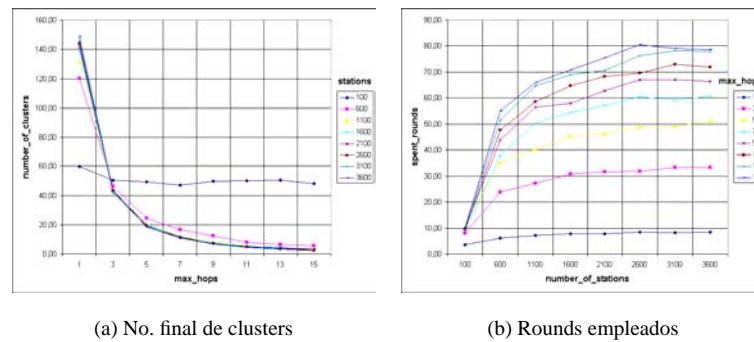 160,00
140,00
120,00
100,00
80,00
60,00
40,00
20,00
0,00
number_of_clusters
1 3 5 7 9 11 13 15
max_hops
stations
100
600
1100
1600
2100
2600
3100
3600
(a) No. final de clusters
90,00
80,00
70,00
60,00
50,00
40,00
30,00
20,00
10,00
0,00
spent_rounds
100 600 1100 1600 2100 2600 3100 3600
number_of_stations
max_hop
(b) Rounds empleados